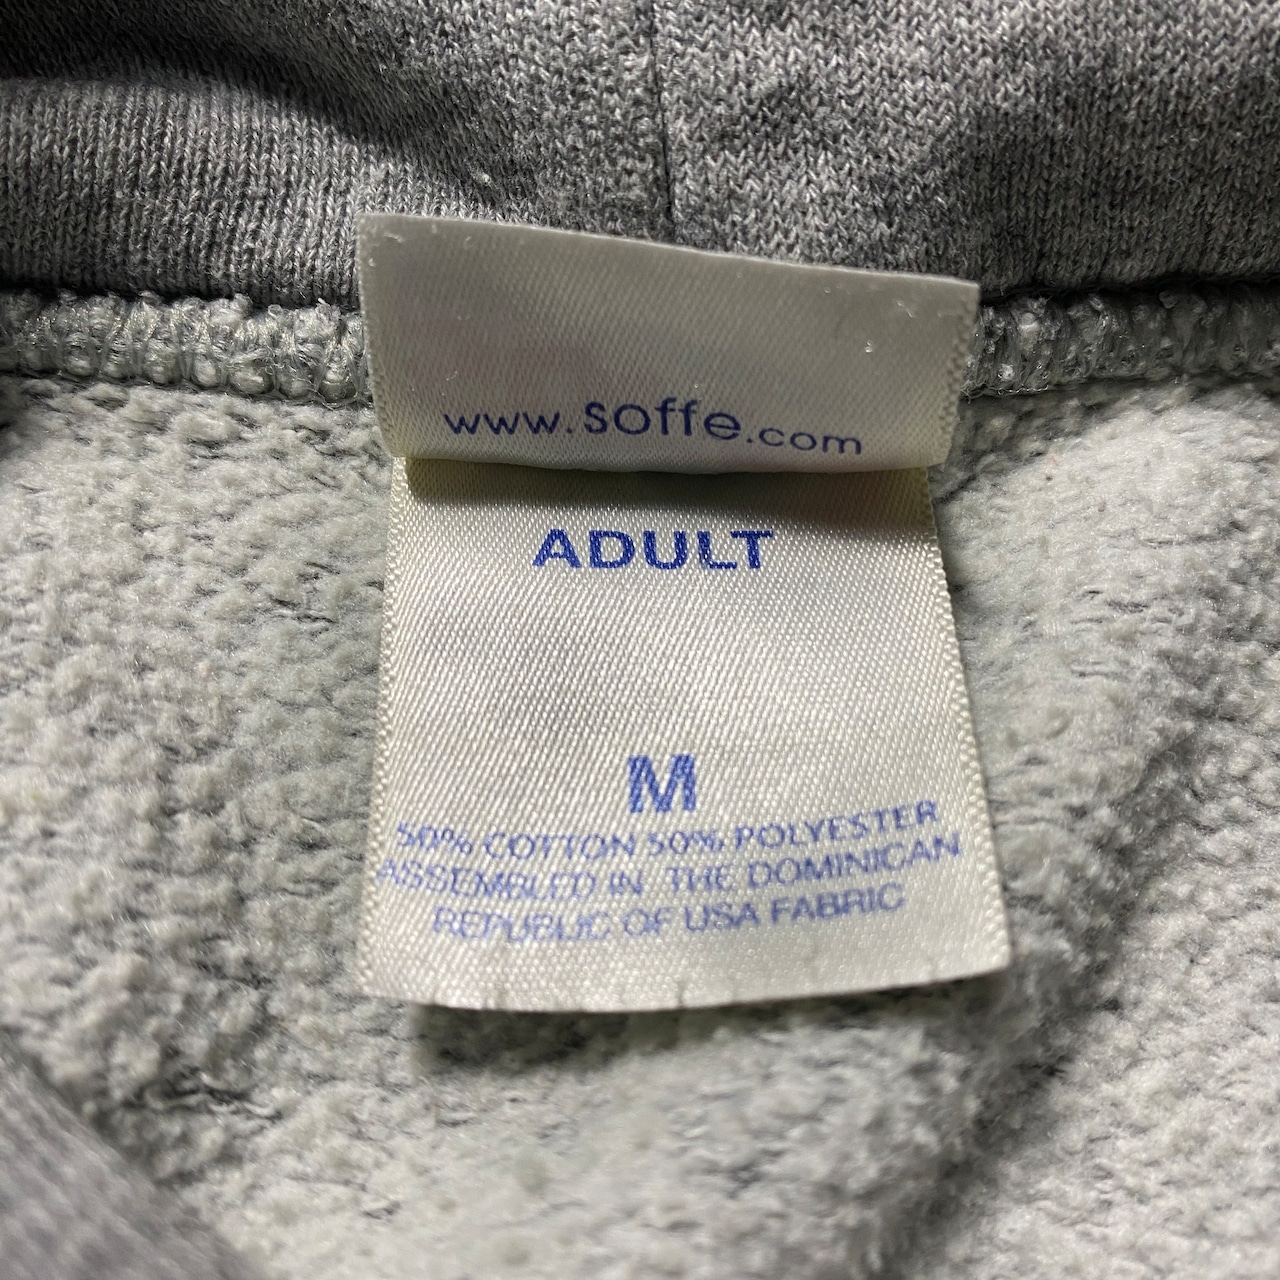 www.soffe.com
ADULT
M
50% COTTON 50% POLYESTER
ASSEMBLED IN THE DOMINICAN
REPUBLIC OF USA FABRIC